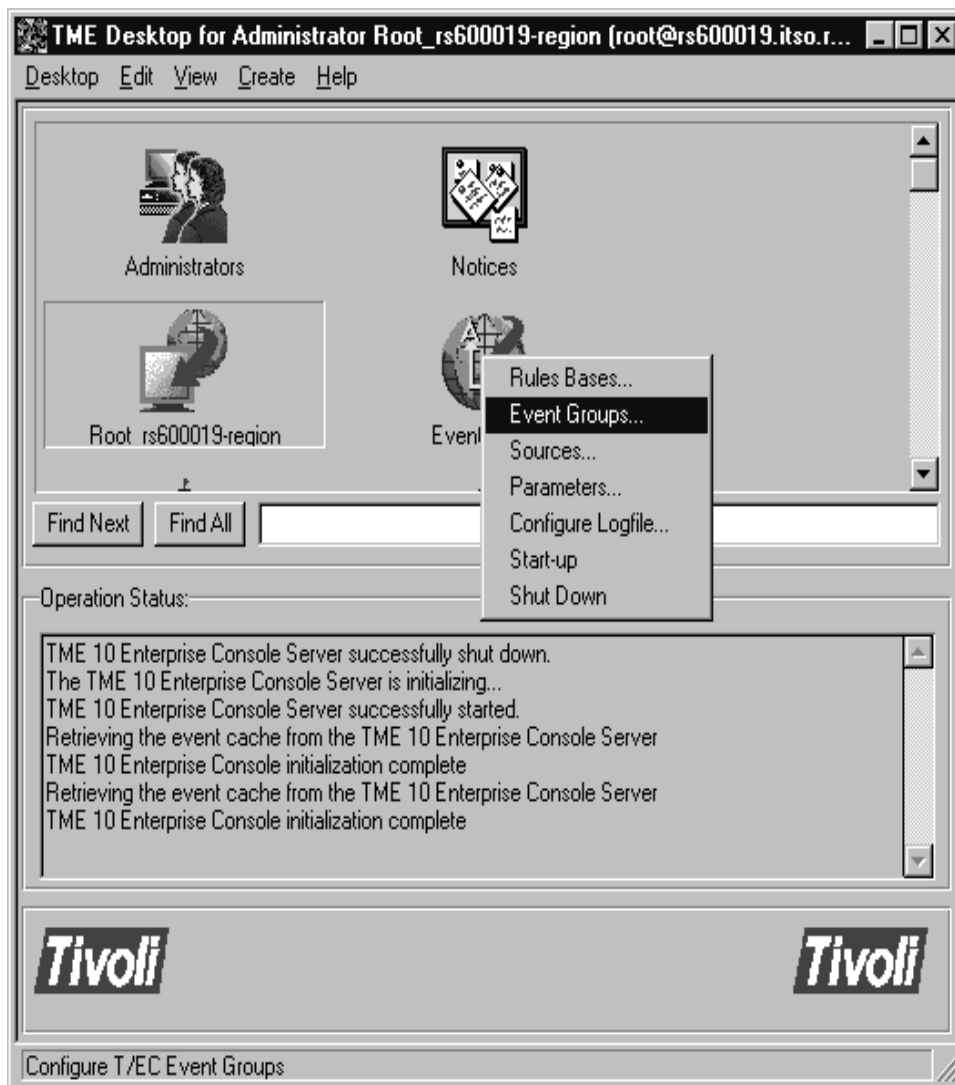 TME Desktop for Administrator Root_rs600019-region (root@rs600019.itso.r...
Desktop Edit View Create Help
Administrators
Notices
Root_rs600019-region
Rules Bases...
Event Groups...
Sources...
Parameters...
Configure Logfile...
Start-up
Shut Down
Find Next Find All
Operation Status:
TME 10 Enterprise Console Server successfully shut down.
The TME 10 Enterprise Console Server is initializing...
TME 10 Enterprise Console Server successfully started.
Retrieving the event cache from the TME 10 Enterprise Console Server
TME 10 Enterprise Console initialization complete
Retrieving the event cache from the TME 10 Enterprise Console Server
TME 10 Enterprise Console initialization complete
Tivoli Tivoli
Configure T/EC Event Groups